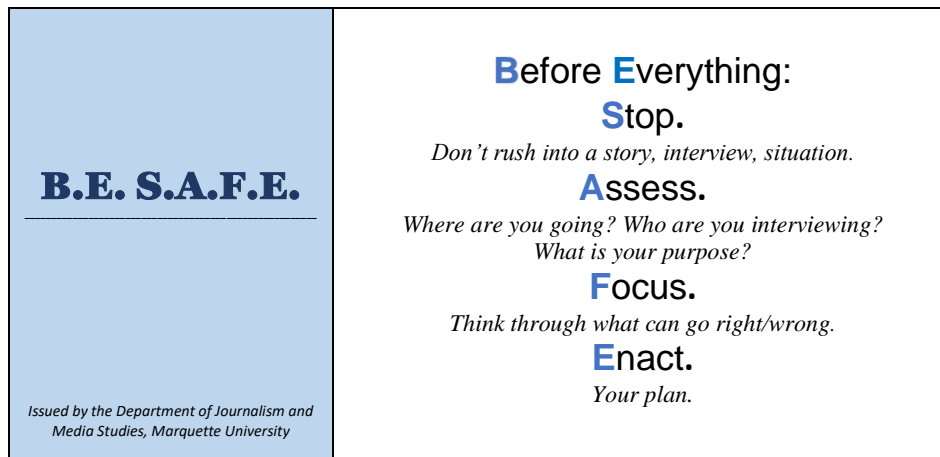 B.E. S.A.F.E.
Issued by the Department of Journalism and
Media Studies, Marquette University
Before Everything:
Stop.
Don’t rush into a story, interview, situation.
Assess.
Where are you going? Who are you interviewing?
What is your purpose?
Focus.
Think through what can go right/wrong.
Enact.
Your plan.